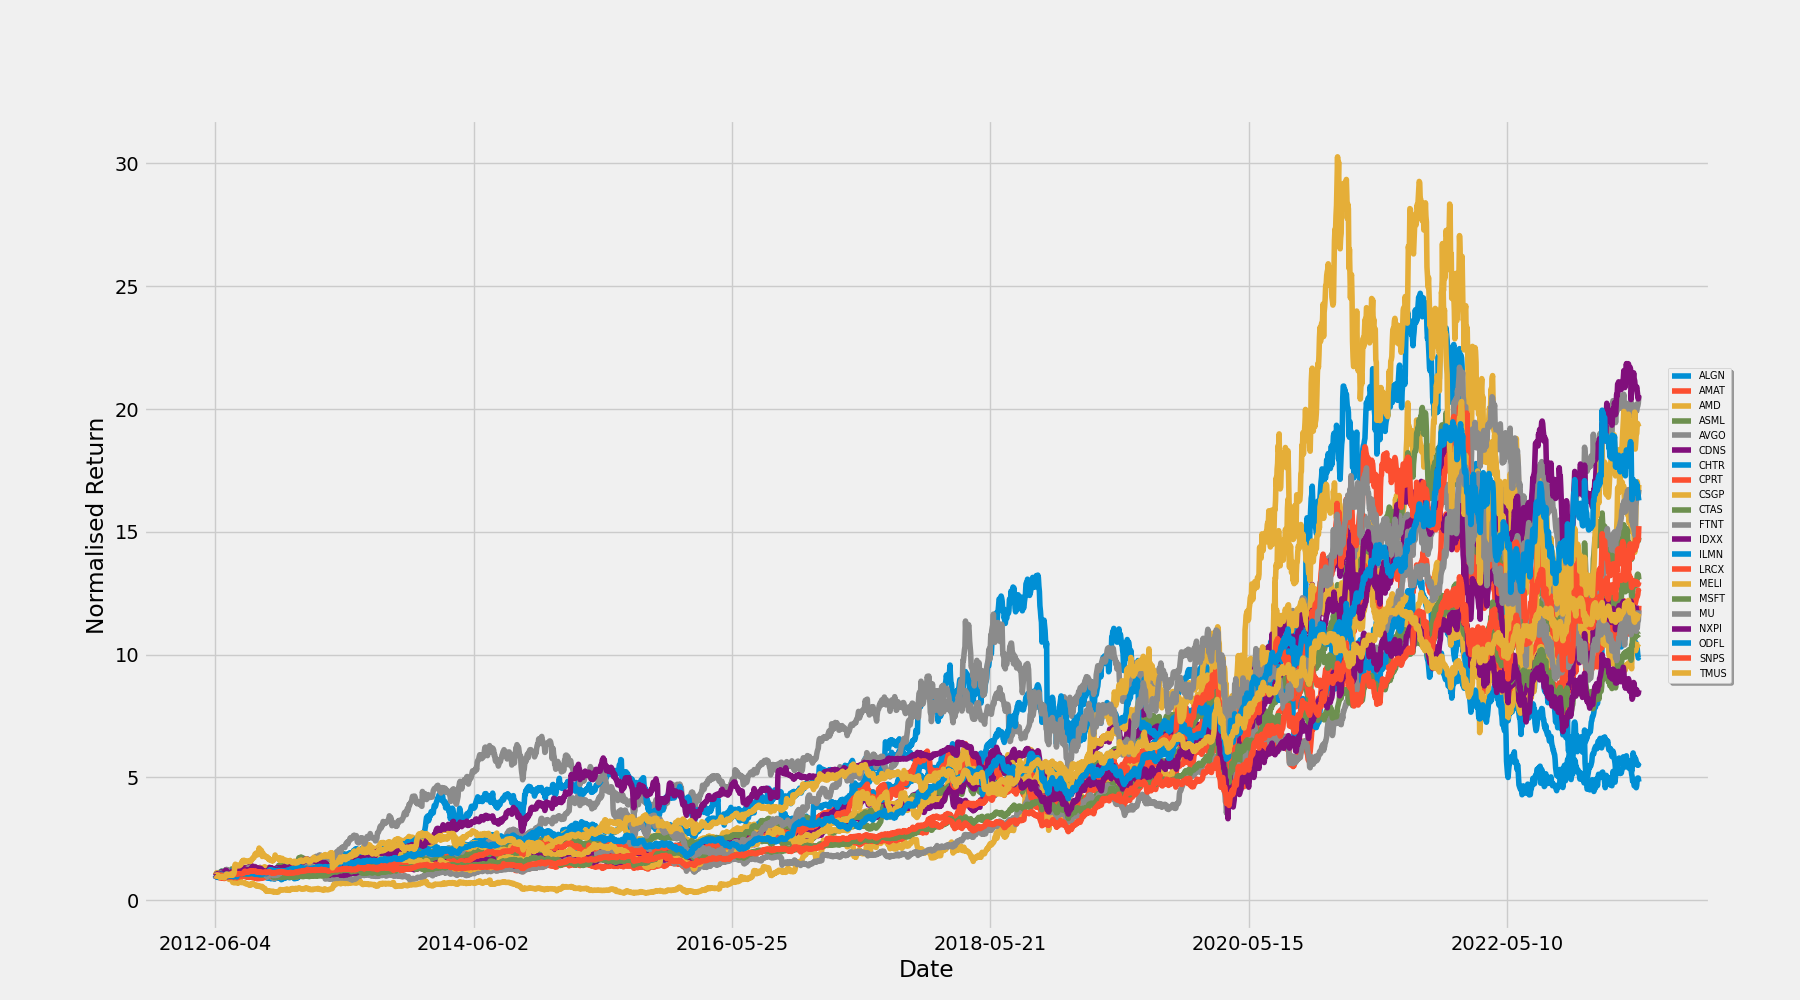 30
25
20
15
10
5
0
Normalised Return
2012-06-04
2014-06-02
2016-05-25
2018-05-21
2020-05-15
2022-05-10
Date
ALGN
AMAT
AMD
ASML
AVGO
CDNS
CHTR
CPRT
CSGP
CTAS
FTNT
IDXX
ILMN
LRCX
MELI
MSFT
MU
NXPI
ODFL
SNPS
TMUS